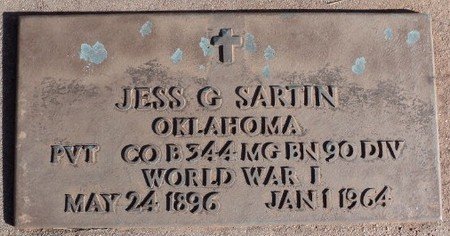 JESS G SARTIN
OKLAHOMA
PVT CO B 344 MG BN 90 DIV
WORLD WAR I
MAY 24 1896 JAN 1 1964